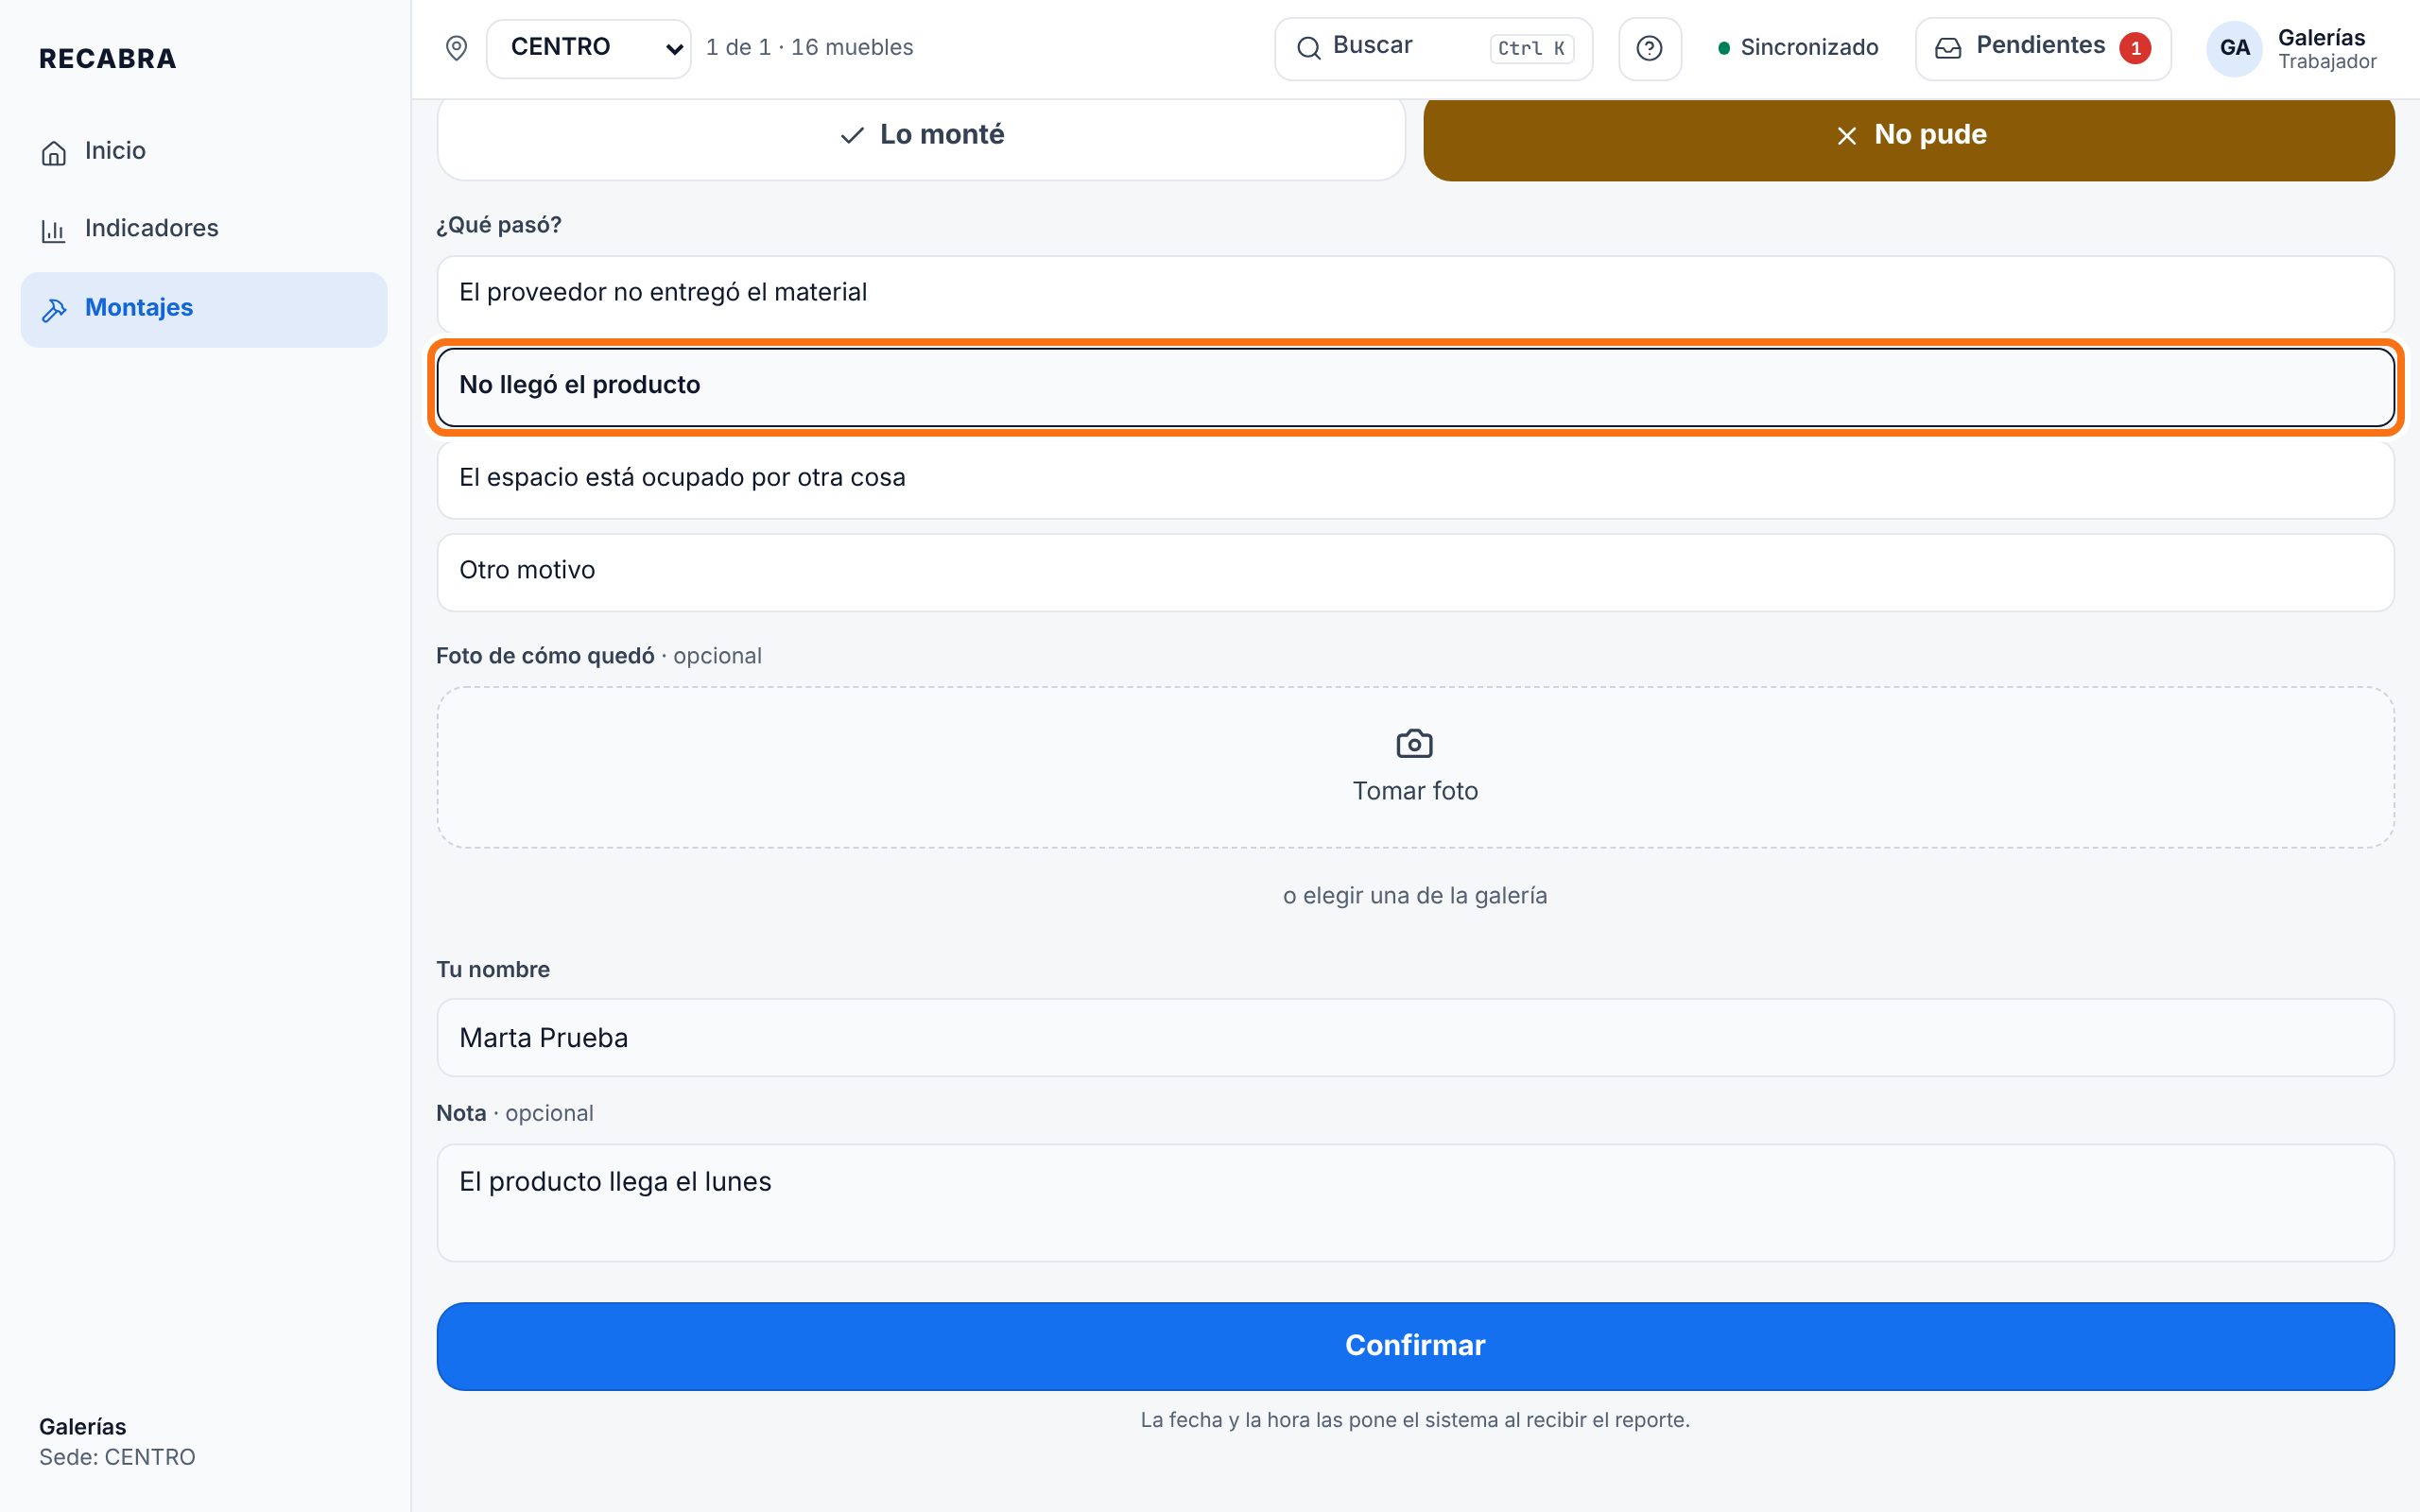 RECABRA
Inicio
Indicadores
Montajes
Galerías
Sede: CENTRO
CENTRO
1 de 1 · 16 muebles
Buscar
Ctrl K
Sincronizado
Pendientes 1
GA
Galerías
Trabajador
Lo monté
No pude
¿Qué pasó?
El proveedor no entregó el material
No llegó el producto
El espacio está ocupado por otra cosa
Otro motivo
Foto de cómo quedó · opcional
Tomar foto
o elegir una de la galería
Tu nombre
Marta Prueba
Nota · opcional
El producto llega el lunes
Confirmar
La fecha y la hora las pone el sistema al recibir el reporte.